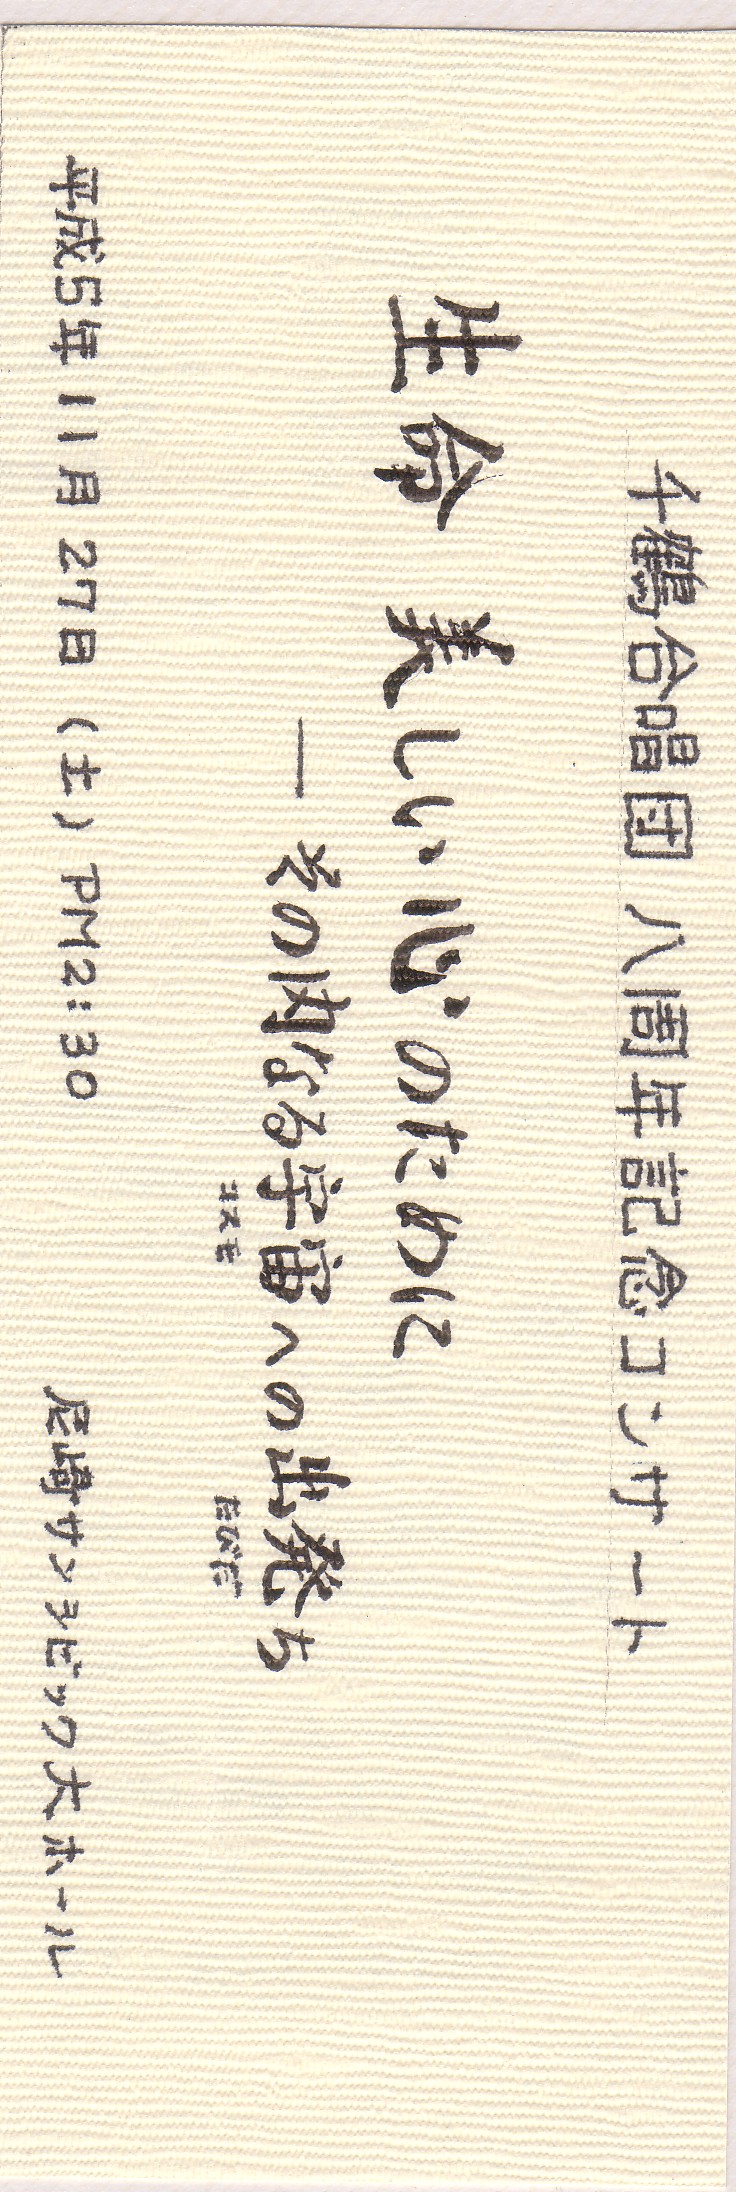 千鶴合唱団 八周年記念コンサート
生命 美しい心のために
― その内なる宇宙への出発ち
コスモ たびだ
平成5年11月27日(土)PM2:30 尼崎サンシビック大ホール